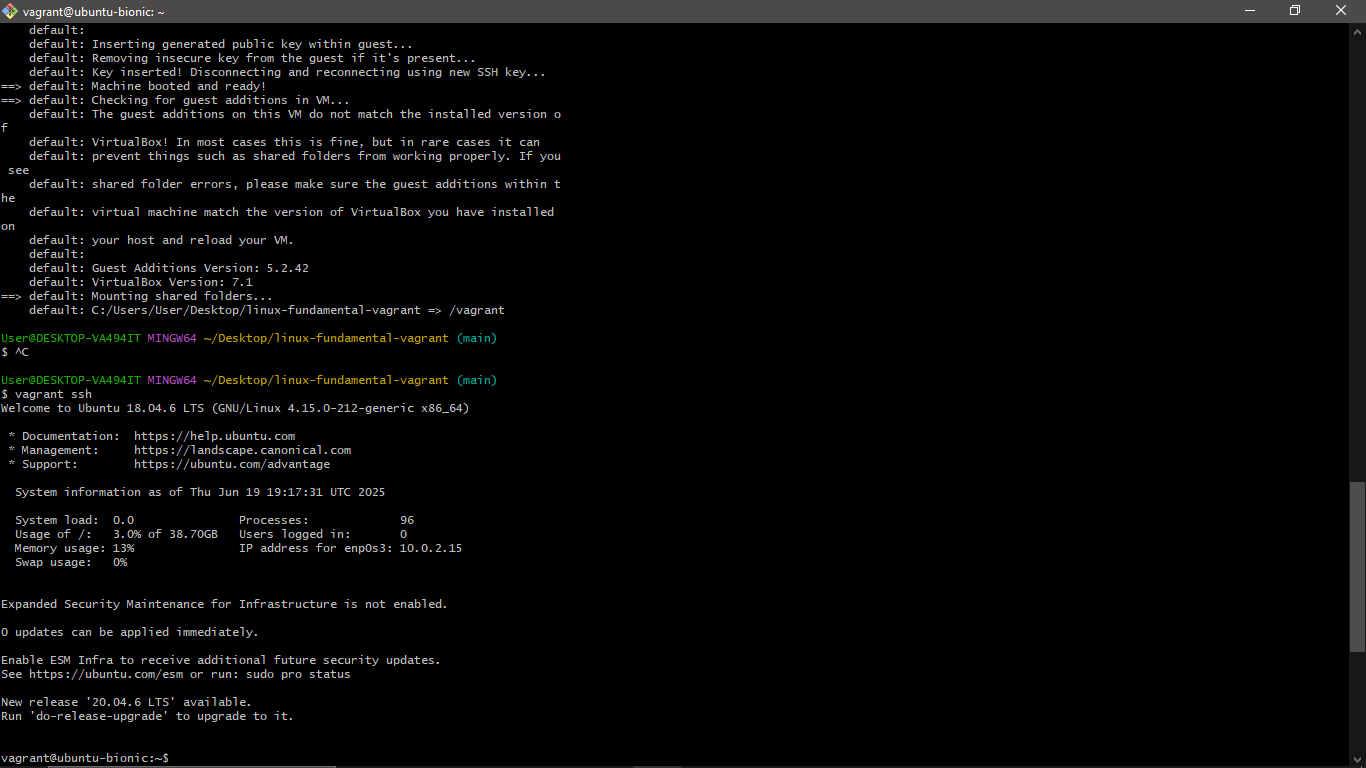 vagrant@ubuntu-bionic: ~
    default:
    default: Inserting generated public key within guest...
    default: Removing insecure key from the guest if it's present...
    default: Key inserted! Disconnecting and reconnecting using new SSH key...
==> default: Machine booted and ready!
==> default: Checking for guest additions in VM...
    default: The guest additions on this VM do not match the installed version o
f
    default: VirtualBox! In most cases this is fine, but in rare cases it can
    default: prevent things such as shared folders from working properly. If you
 see
    default: shared folder errors, please make sure the guest additions within t
he
    default: virtual machine match the version of VirtualBox you have installed
on
    default: your host and reload your VM.
    default:
    default: Guest Additions Version: 5.2.42
    default: VirtualBox Version: 7.1
==> default: Mounting shared folders...
    default: C:/Users/User/Desktop/linux-fundamental-vagrant => /vagrant

User@DESKTOP-VA494IT MINGW64 ~/Desktop/linux-fundamental-vagrant (main)
$ ^C

User@DESKTOP-VA494IT MINGW64 ~/Desktop/linux-fundamental-vagrant (main)
$ vagrant ssh
Welcome to Ubuntu 18.04.6 LTS (GNU/Linux 4.15.0-212-generic x86_64)

 * Documentation:  https://help.ubuntu.com
 * Management:     https://landscape.canonical.com
 * Support:        https://ubuntu.com/advantage

  System information as of Thu Jun 19 19:17:31 UTC 2025

  System load:  0.0               Processes:             96
  Usage of /:   3.0% of 38.70GB   Users logged in:       0
  Memory usage: 13%               IP address for enp0s3: 10.0.2.15
  Swap usage:   0%


Expanded Security Maintenance for Infrastructure is not enabled.

0 updates can be applied immediately.

Enable ESM Infra to receive additional future security updates.
See https://ubuntu.com/esm or run: sudo pro status

New release '20.04.6 LTS' available.
Run 'do-release-upgrade' to upgrade to it.


vagrant@ubuntu-bionic:~$